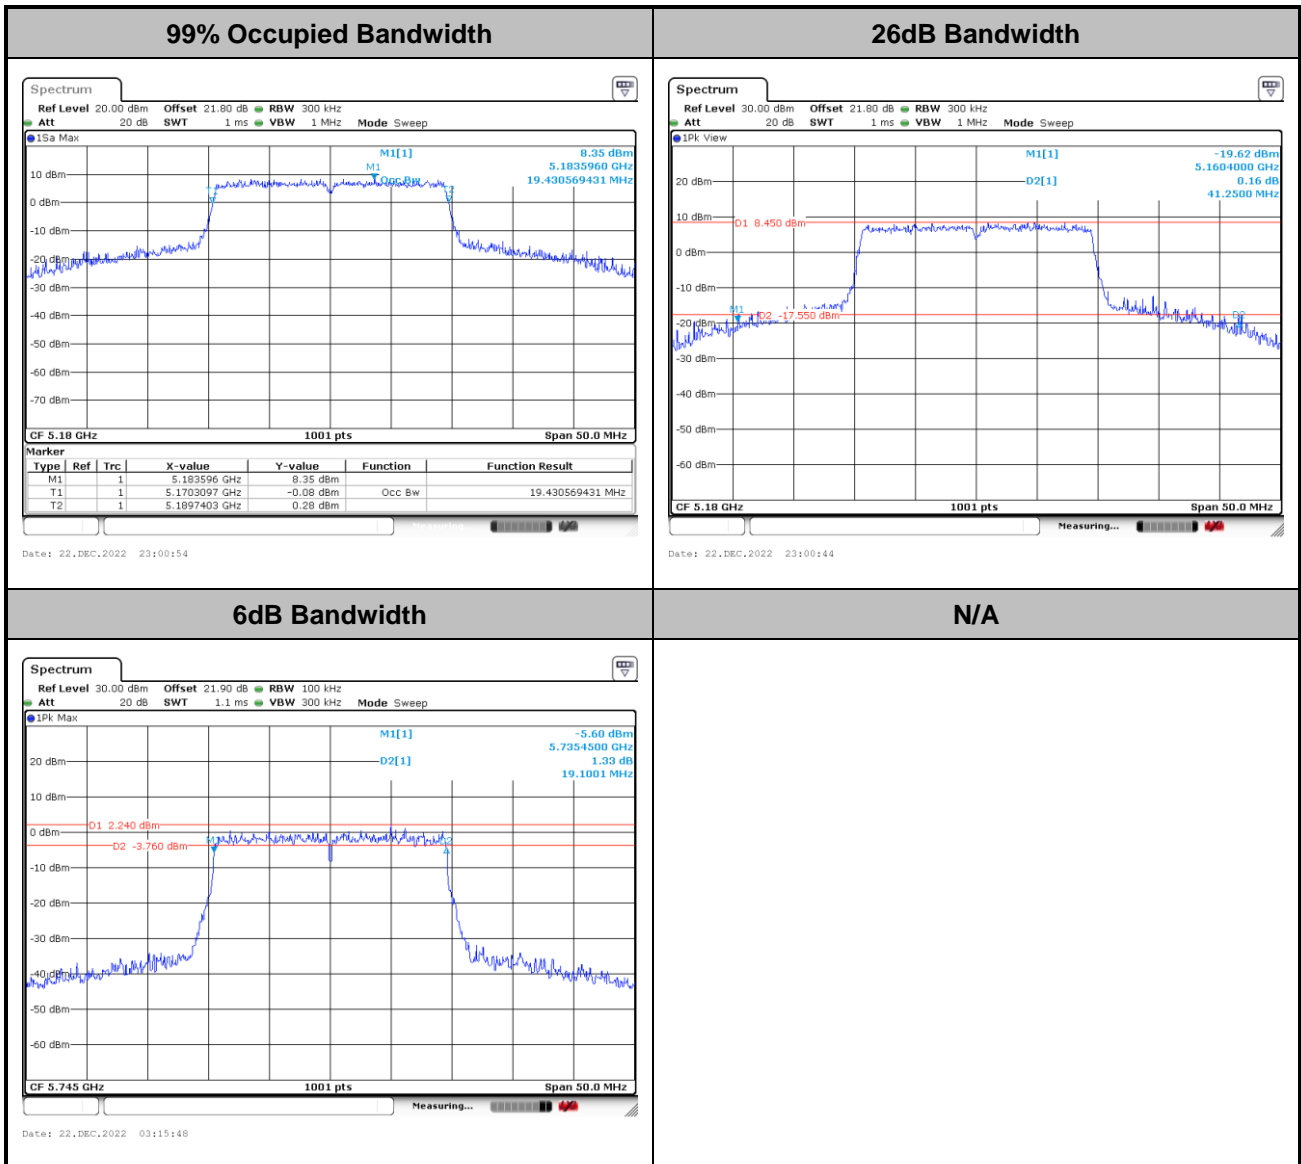 99% Occupied Bandwidth
26dB Bandwidth
Spectrum
Ref Level 20.00 dBm Offset 21.80 dB RBW 300 kHz
Att 20 dB SWT 1 ms VBW 1 MHz Mode Sweep
1Sa Max
M1[1] 8.35 dBm
5.1835960 GHz
Occ Bw 19.430569431 MHz
M1
T1
T2
10 dBm
0 dBm
-10 dBm
-20 dBm
-30 dBm
-40 dBm
-50 dBm
-60 dBm
-70 dBm
CF 5.18 GHz 1001 pts Span 50.0 MHz
Marker
Type Ref Trc X-value Y-value Function Function Result
M1 1 5.183596 GHz 8.35 dBm
T1 1 5.1703097 GHz -0.08 dBm Occ Bw 19.430569431 MHz
T2 1 5.1897403 GHz 0.28 dBm
Measuring...
Date: 22.DEC.2022 23:00:54
Spectrum
Ref Level 30.00 dBm Offset 21.80 dB RBW 300 kHz
Att 20 dB SWT 1 ms VBW 1 MHz Mode Sweep
1Pk View
M1[1] -19.62 dBm
5.1604000 GHz
D2[1] 0.16 dB
41.2500 MHz
20 dBm
10 dBm
D1 8.450 dBm
0 dBm
-10 dBm
M1
D2 -17.550 dBm
D2
-20 dBm
-30 dBm
-40 dBm
-50 dBm
-60 dBm
CF 5.18 GHz 1001 pts Span 50.0 MHz
Measuring...
Date: 22.DEC.2022 23:00:44
6dB Bandwidth
N/A
Spectrum
Ref Level 30.00 dBm Offset 21.90 dB RBW 100 kHz
Att 20 dB SWT 1.1 ms VBW 300 kHz Mode Sweep
1Pk Max
M1[1] -5.60 dBm
5.7354500 GHz
D2[1] 1.33 dB
19.1001 MHz
20 dBm
10 dBm
D1 2.240 dBm
0 dBm
M1
D2
D2 -3.760 dBm
-10 dBm
-20 dBm
-30 dBm
-40 dBm
-50 dBm
-60 dBm
CF 5.745 GHz 1001 pts Span 50.0 MHz
Measuring...
Date: 22.DEC.2022 03:15:48